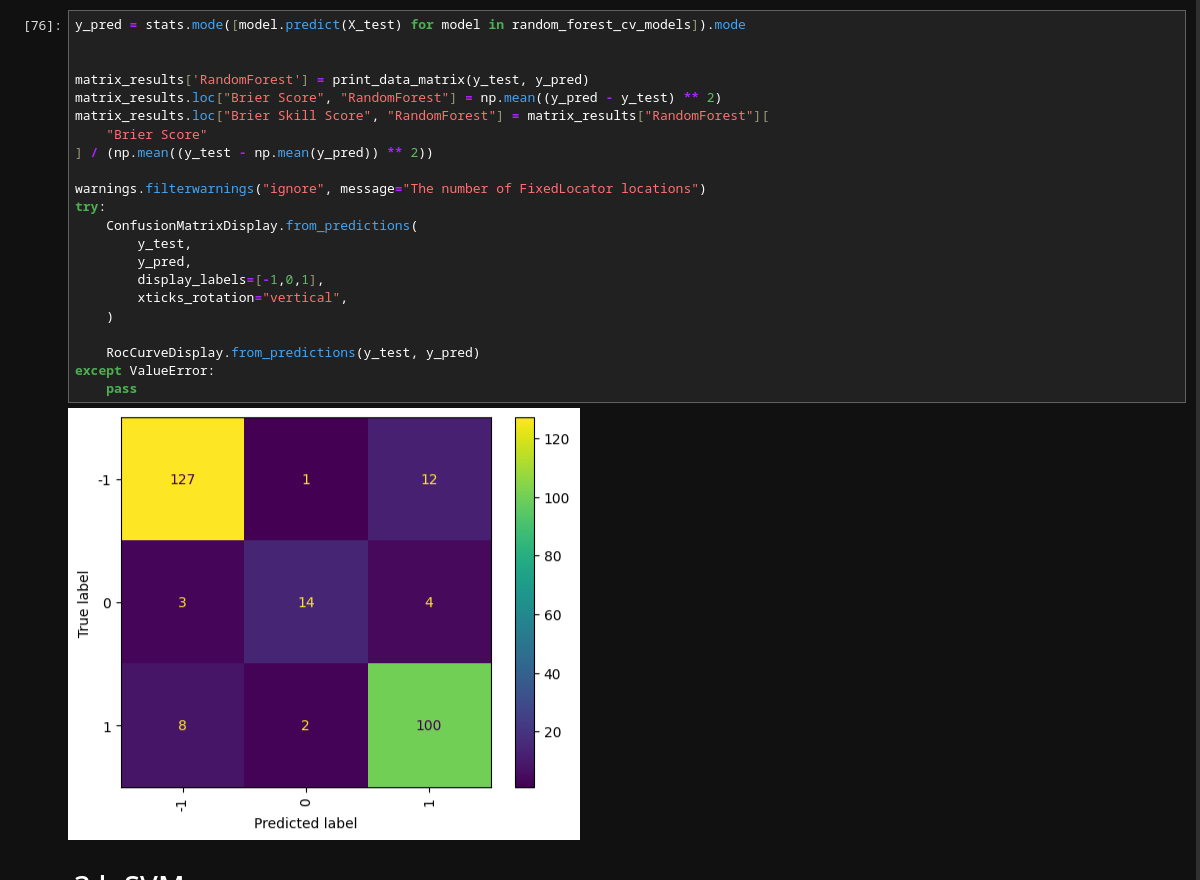 [76]: y_pred = stats.mode([model.predict(X_test) for model in random_forest_cv_models]).mode
matrix_results['RandomForest'] = print_data_matrix(y_test, y_pred)
matrix_results.loc["Brier Score", "RandomForest"] = np.mean((y_pred - y_test) ** 2)
matrix_results.loc["Brier Skill Score", "RandomForest"] = matrix_results["RandomForest"][
    "Brier Score"
] / (np.mean((y_test - np.mean(y_pred)) ** 2))
warnings.filterwarnings("ignore", message="The number of FixedLocator locations")
try:
    ConfusionMatrixDisplay.from_predictions(
        y_test,
        y_pred,
        display_labels=[-1,0,1],
        xticks_rotation="vertical",
    )
    RocCurveDisplay.from_predictions(y_test, y_pred)
except ValueError:
    pass
-1 127 1 12
0 3 14 4
1 8 2 100
True label
-1 0 1
Predicted label
120
100
80
60
40
20